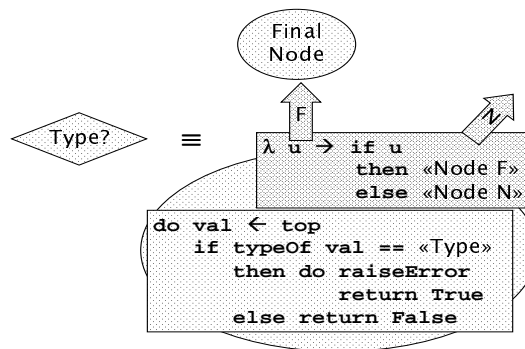 Final
Node
F
N
Type?
≡
λ u → if u
then «Node F»
else «Node N»
do val ← top
if typeOf val == «Type»
then do raiseError
return True
else return False